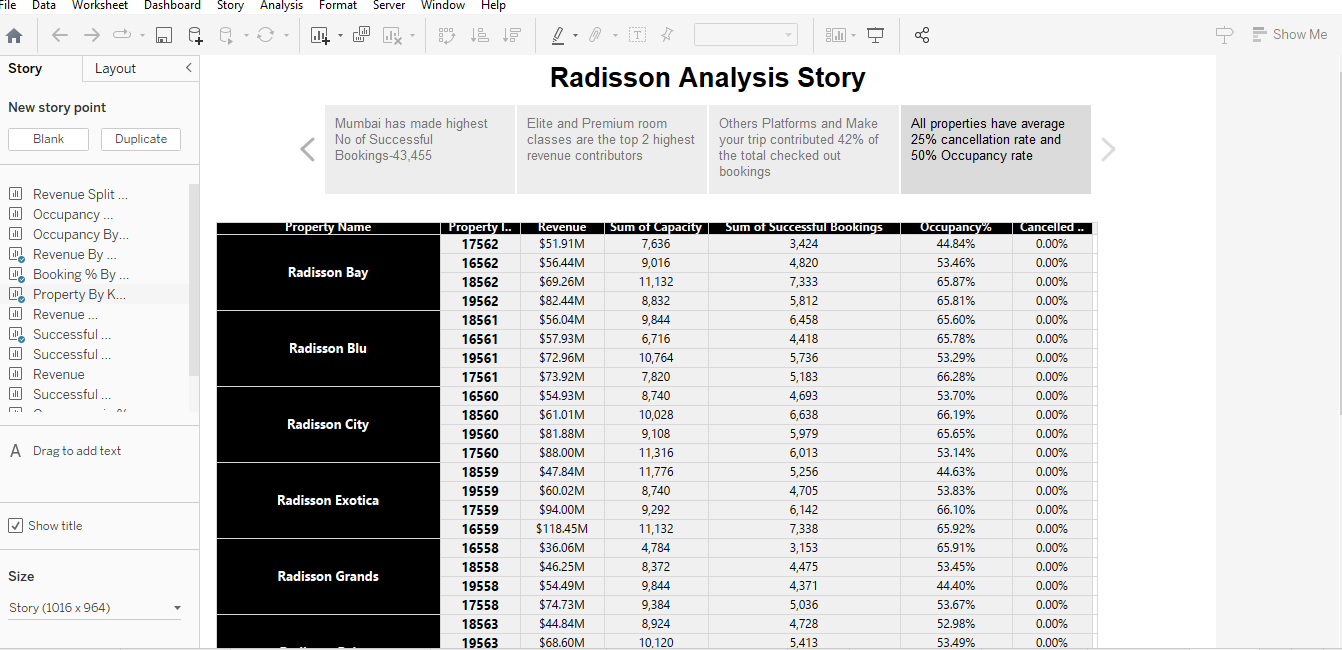 File Data Worksheet Dashboard Story Analysis Format Server Window Help
Show Me
Story Layout
New story point
Blank Duplicate
Revenue Split ...
Occupancy ...
Occupancy By...
Revenue By ...
Booking % By ...
Property By K...
Revenue ...
Successful ...
Successful ...
Revenue
Successful ...
A Drag to add text
Show title
Size
Story (1016 x 964)
Radisson Analysis Story
Mumbai has made highest
No of Successful
Bookings-43,455
Elite and Premium room
classes are the top 2 highest
revenue contributors
Others Platforms and Make
your trip contributed 42% of
the total checked out
bookings
All properties have average
25% cancellation rate and
50% Occupancy rate
Property Name Property I.. Revenue Sum of Capacity Sum of Successful Bookings Occupancy% Cancelled ..
Radisson Bay
17562 $51.91M 7,636 3,424 44.84% 0.00%
16562 $56.44M 9,016 4,820 53.46% 0.00%
18562 $69.26M 11,132 7,333 65.87% 0.00%
19562 $82.44M 8,832 5,812 65.81% 0.00%
Radisson Blu
18561 $56.04M 9,844 6,458 65.60% 0.00%
16561 $57.93M 6,716 4,418 65.78% 0.00%
19561 $72.96M 10,764 5,736 53.29% 0.00%
17561 $73.92M 7,820 5,183 66.28% 0.00%
Radisson City
16560 $54.93M 8,740 4,693 53.70% 0.00%
18560 $61.01M 10,028 6,638 66.19% 0.00%
19560 $81.88M 9,108 5,979 65.65% 0.00%
17560 $88.00M 11,316 6,013 53.14% 0.00%
Radisson Exotica
18559 $47.84M 11,776 5,256 44.63% 0.00%
19559 $60.02M 8,740 4,705 53.83% 0.00%
17559 $94.00M 9,292 6,142 66.10% 0.00%
16559 $118.45M 11,132 7,338 65.92% 0.00%
Radisson Grands
16558 $36.06M 4,784 3,153 65.91% 0.00%
18558 $46.25M 8,372 4,475 53.45% 0.00%
19558 $54.49M 9,844 4,371 44.40% 0.00%
17558 $74.73M 9,384 5,036 53.67% 0.00%
18563 $44.84M 8,924 4,728 52.98% 0.00%
19563 $68.60M 10,120 5,413 53.49% 0.00%